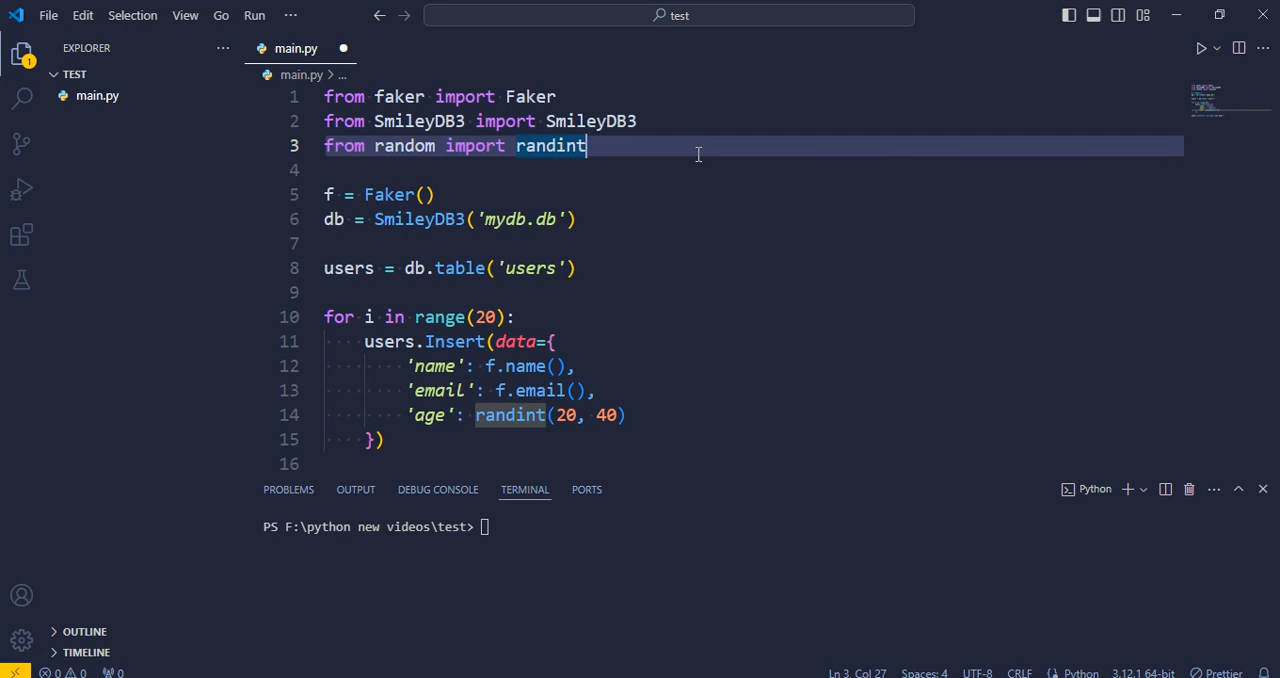 File Edit Selection View Go Run ··· test
EXPLORER ···
TEST
main.py
1
main.py
main.py > ...
1 from faker import Faker
2 from SmileyDB3 import SmileyDB3
3 from random import randint
4
5 f = Faker()
6 db = SmileyDB3('mydb.db')
7
8 users = db.table('users')
9
10 for i in range(20):
11 users.Insert(data={
12 'name': f.name(),
13 'email': f.email(),
14 'age': randint(20, 40)
15 })
16
PROBLEMS OUTPUT DEBUG CONSOLE TERMINAL PORTS Python
PS F:\python new videos\test>
OUTLINE
TIMELINE
0 0 0 Ln 3, Col 27 Spaces: 4 UTF-8 CRLF Python 3.12.1 64-bit Prettier